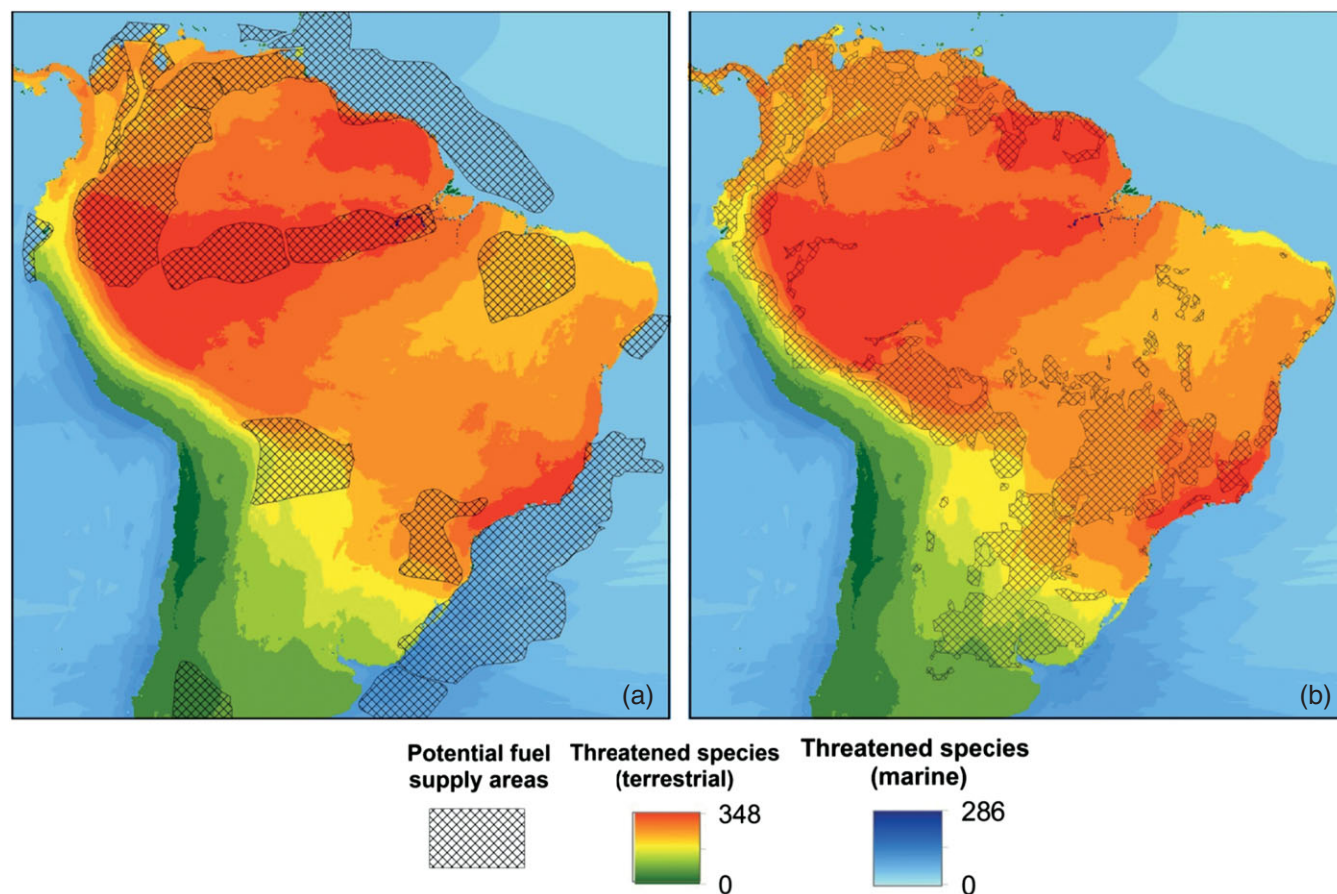 (a)
(b)
Potential fuel
supply areas
Threatened species
(terrestrial)
348
0
Threatened species
(marine)
286
0